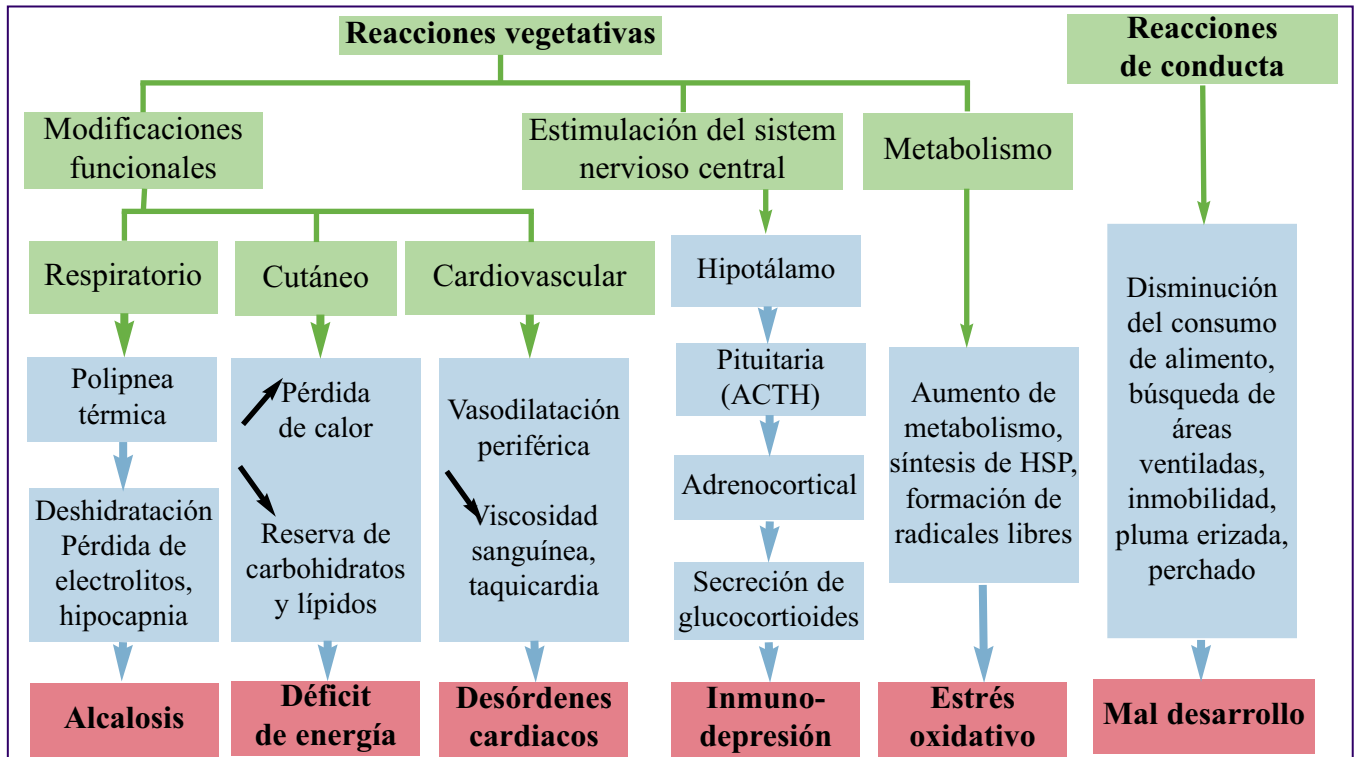 Reacciones vegetativas
Reacciones
de conducta
Modificaciones
funcionales
Estimulación del sistem
nervioso central
Metabolismo
Respiratorio
Cutáneo
Cardiovascular
Hipotálamo
Polipnea
térmica
Pérdida
de calor
Vasodilatación
periférica
Pituitaria
(ACTH)
Aumento de
metabolismo,
síntesis de HSP,
formación de
radicales libres
Disminución
del consumo
de alimento,
búsqueda de
áreas
ventiladas,
inmobilidad,
pluma erizada,
perchado
Deshidratación
Pérdida de
electrolitos,
hipocapnia
Reserva de
carbohidratos
y lípidos
Viscosidad
sanguínea,
taquicardia
Adrenocortical
Secreción de
glucocortioides
Alcalosis
Déficit
de energía
Desórdenes
cardiacos
Inmuno-
depresión
Estrés
oxidativo
Mal desarrollo